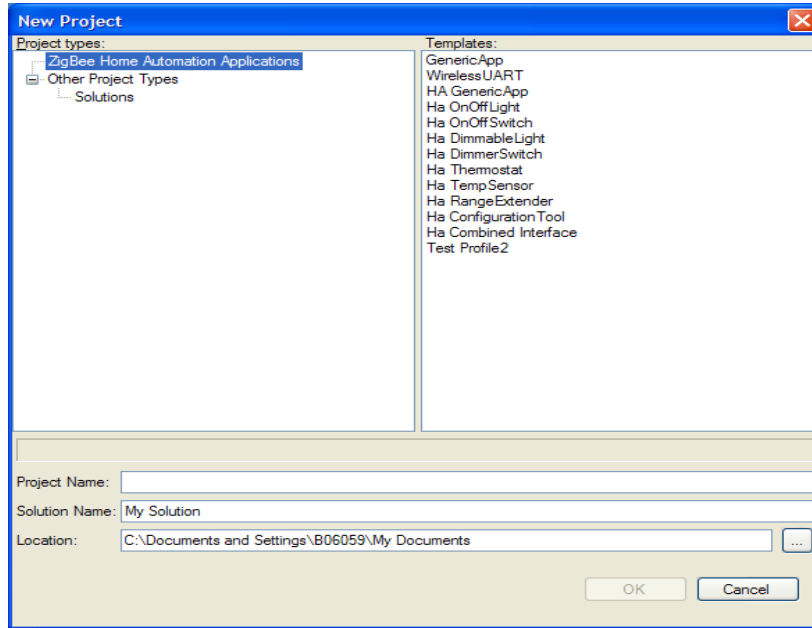 New Project
Project types:
ZigBee Home Automation Applications
Other Project Types
Solutions
Templates:
GenericApp
WirelessUART
HA GenericApp
Ha OnOffLight
Ha OnOffSwitch
Ha DimmableLight
Ha DimmerSwitch
Ha Thermostat
Ha TempSensor
Ha RangeExtender
Ha ConfigurationTool
Ha Combined Interface
Test Profile2
Project Name:
Solution Name: My Solution
Location: C:\Documents and Settings\B06059\My Documents ...
OK Cancel